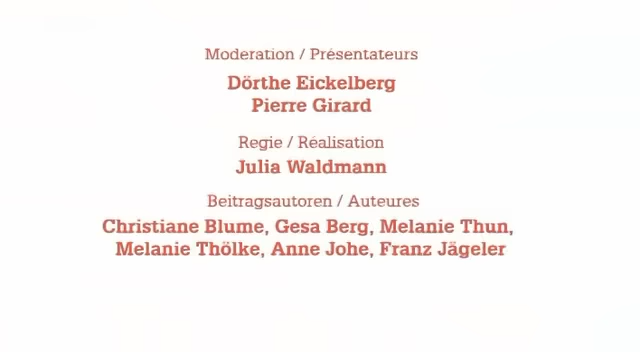 Moderation / Présentateurs
Dörthe Eickelberg
Pierre Girard
Regie / Réalisation
Julia Waldmann
Beitragsautoren / Auteures
Christiane Blume, Gesa Berg, Melanie Thun,
Melanie Thölke, Anne Johe, Franz Jägeler